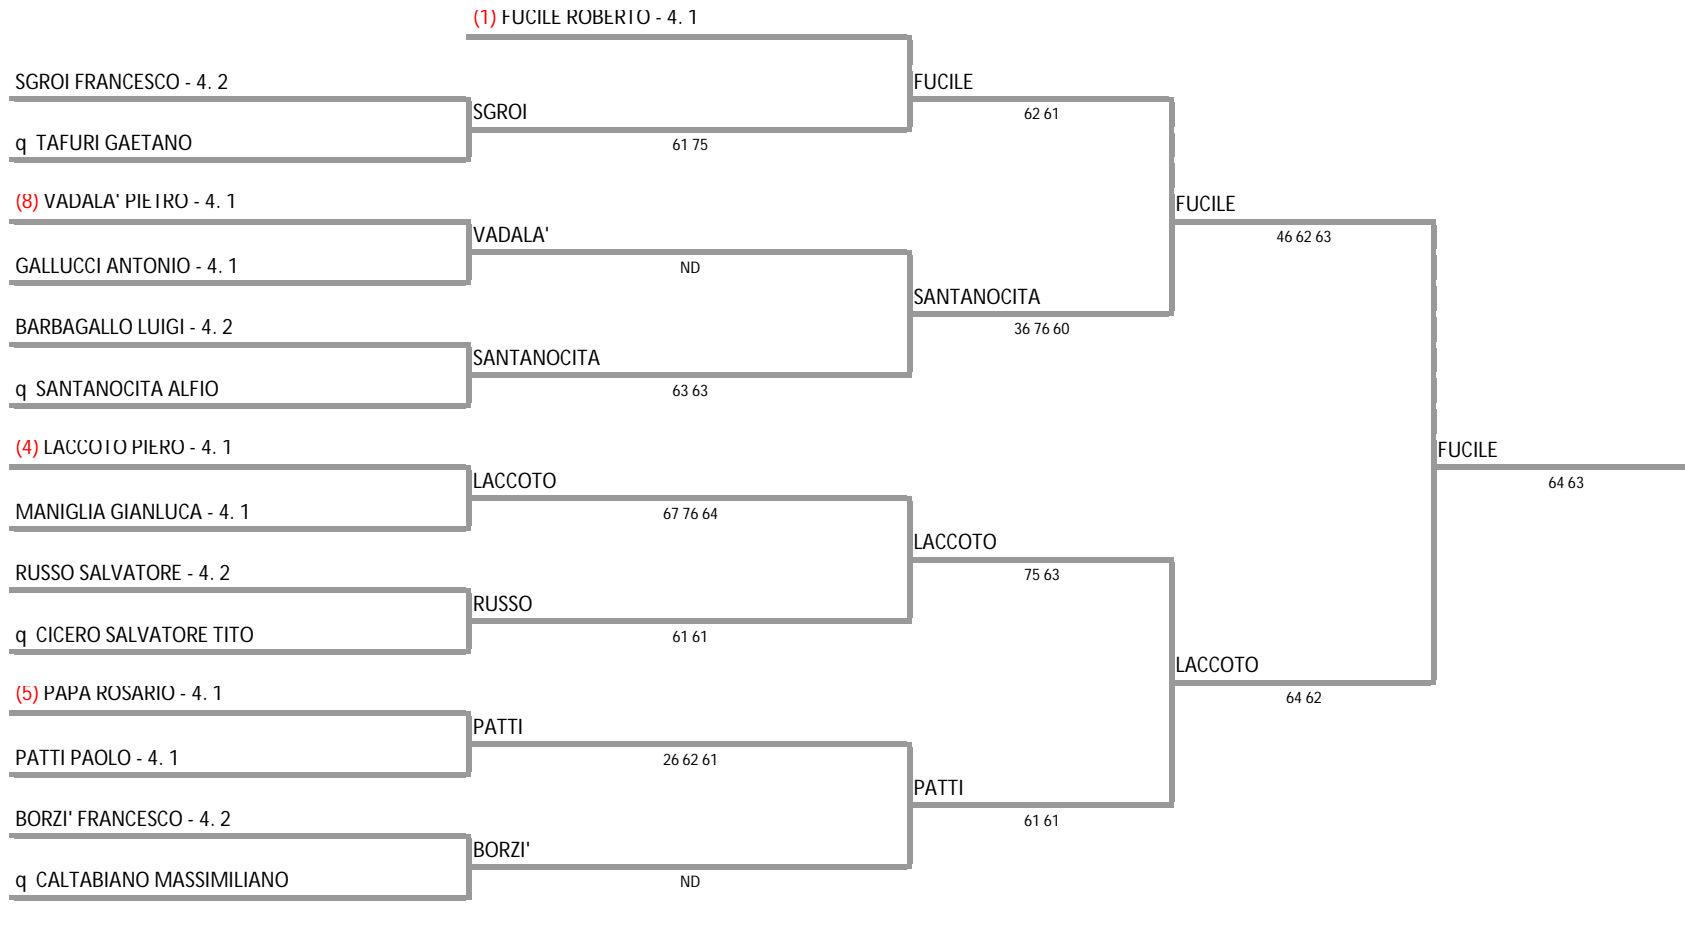 (1) FUCILE ROBERTO - 4. 1
SGROI FRANCESCO - 4. 2
FUCILE
SGROI
62 61
q TAFURI GAETANO
61 75
(8) VADALA' PIETRO - 4. 1
FUCILE
VADALA'
46 62 63
GALLUCCI ANTONIO - 4. 1
ND
SANTANOCITA
BARBAGALLO LUIGI - 4. 2
36 76 60
SANTANOCITA
q SANTANOCITA ALFIO
63 63
(4) LACCOTO PIERO - 4. 1
FUCILE
LACCOTO
64 63
MANIGLIA GIANLUCA - 4. 1
67 76 64
LACCOTO
RUSSO SALVATORE - 4. 2
75 63
RUSSO
q CICERO SALVATORE TITO
61 61
LACCOTO
(5) PAPA ROSARIO - 4. 1
64 62
PATTI
PATTI PAOLO - 4. 1
26 62 61
PATTI
BORZI' FRANCESCO - 4. 2
61 61
BORZI'
q CALTABIANO MASSIMILIANO
ND